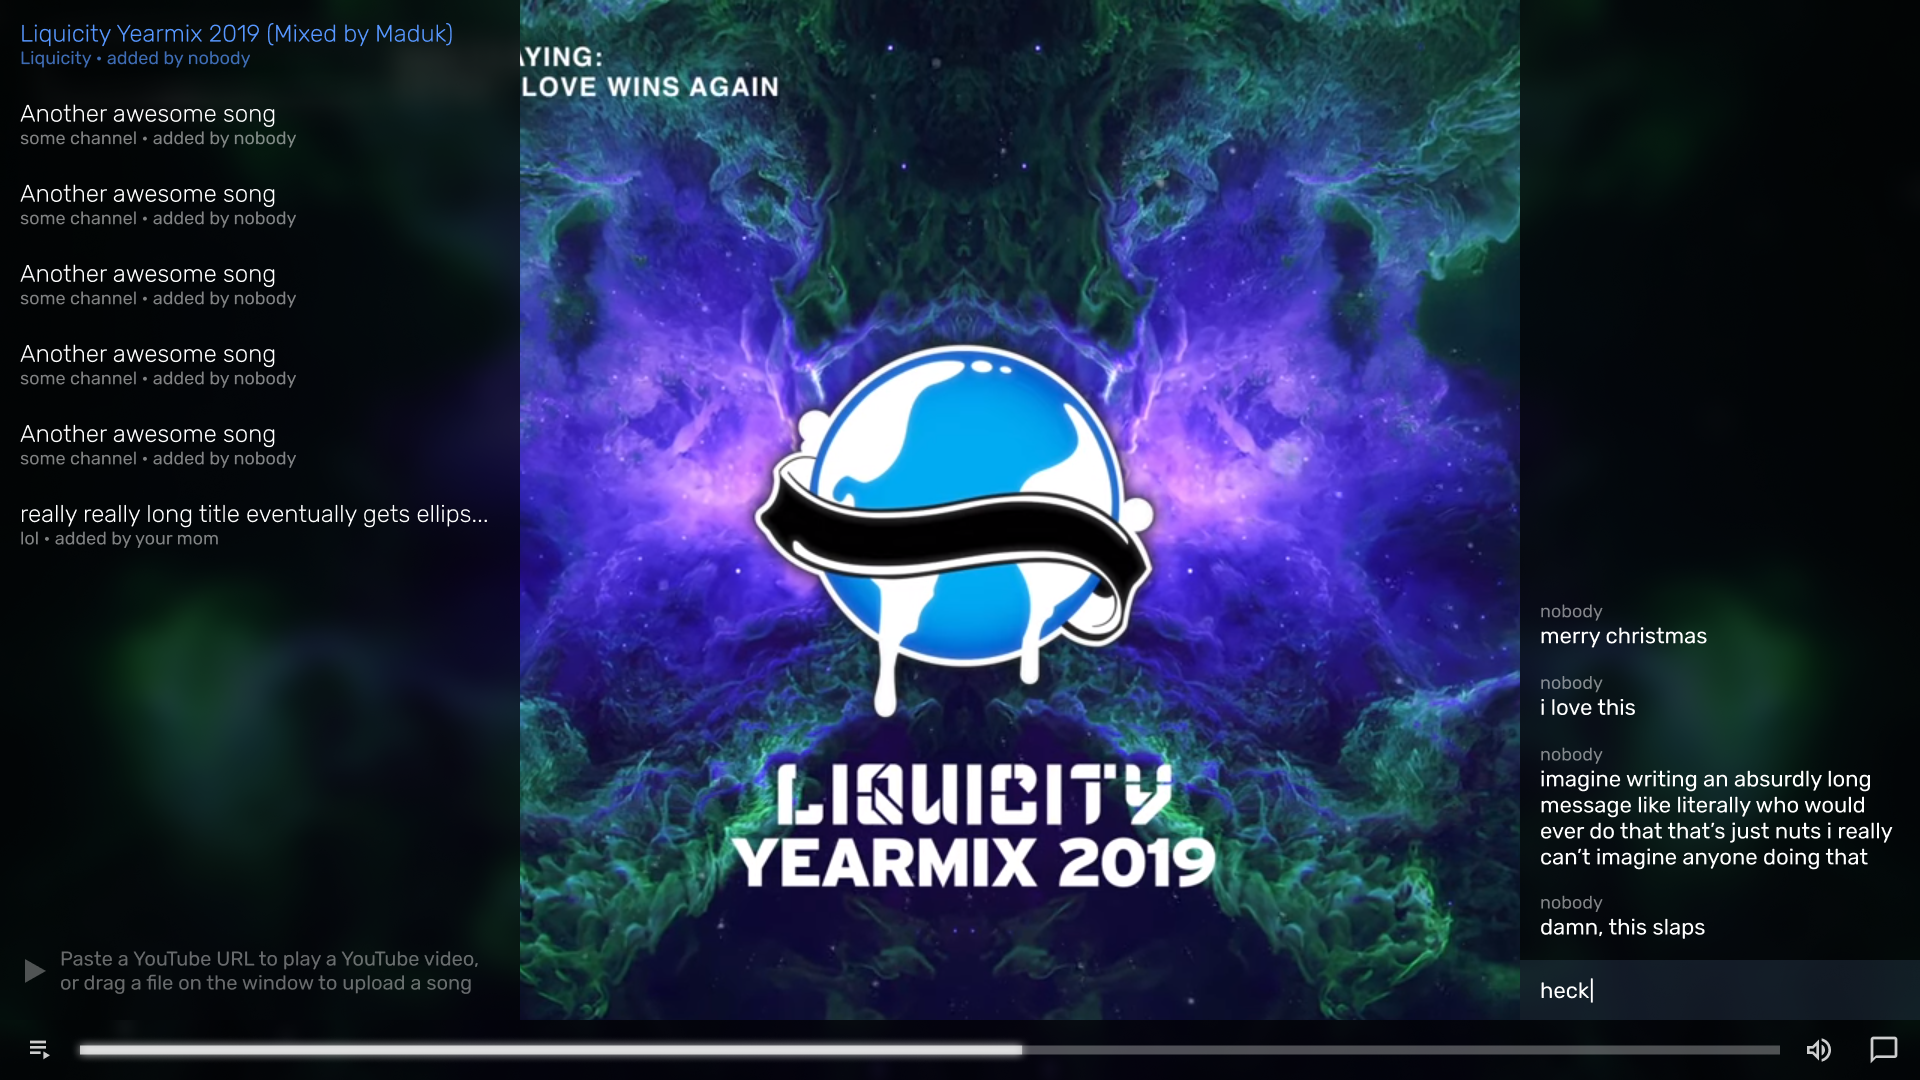 Liquicity Yearmix 2019 (Mixed by Maduk)
Liquicity • added by nobody
Another awesome song
some channel • added by nobody
Another awesome song
some channel • added by nobody
Another awesome song
some channel • added by nobody
Another awesome song
some channel • added by nobody
Another awesome song
some channel • added by nobody
really really long title eventually gets ellips...
lol • added by your mom
Paste a YouTube URL to play a YouTube video,
or drag a file on the window to upload a song
AYING:
LOVE WINS AGAIN
LIQUICITY
YEARMIX 2019
nobody
merry christmas
nobody
i love this
nobody
imagine writing an absurdly long
message like literally who would
ever do that that’s just nuts i really
can’t imagine anyone doing that
nobody
damn, this slaps
heck